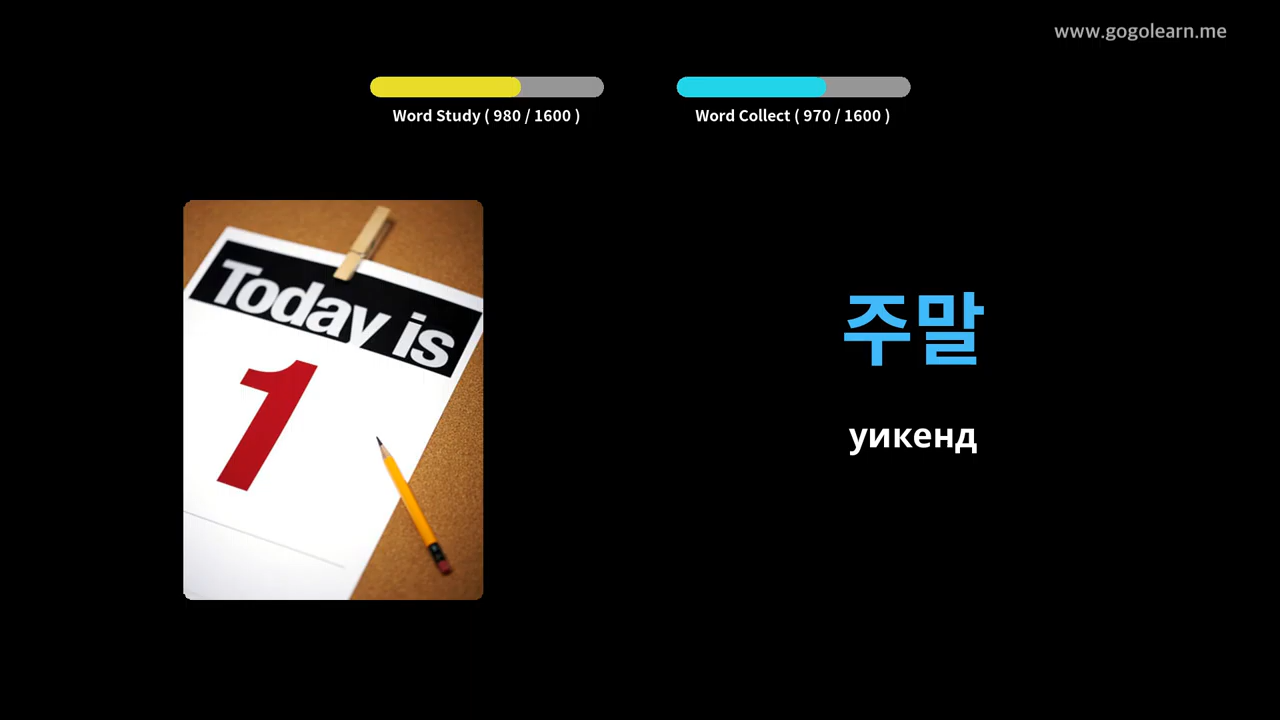 www.gogolearn.me
Word Study ( 980 / 1600 )
Word Collect ( 970 / 1600 )
Today is
1
주말
уикенд